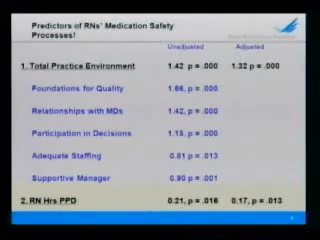 Predictors of RNs' Medication Safety
Processes!
Unadjusted Adjusted
1. Total Practice Environment 1.42 p = .000 1.32 p = .000
Foundations for Quality 1.66, p = .000
Relationships with MDs 1.42, p = .000
Participation in Decisions 1.15, p = .000
Adequate Staffing 0.81 p = .013
Supportive Manager 0.90 p = .001
2. RN Hrs PPD 0.21, p = .016 0.17, p = .013